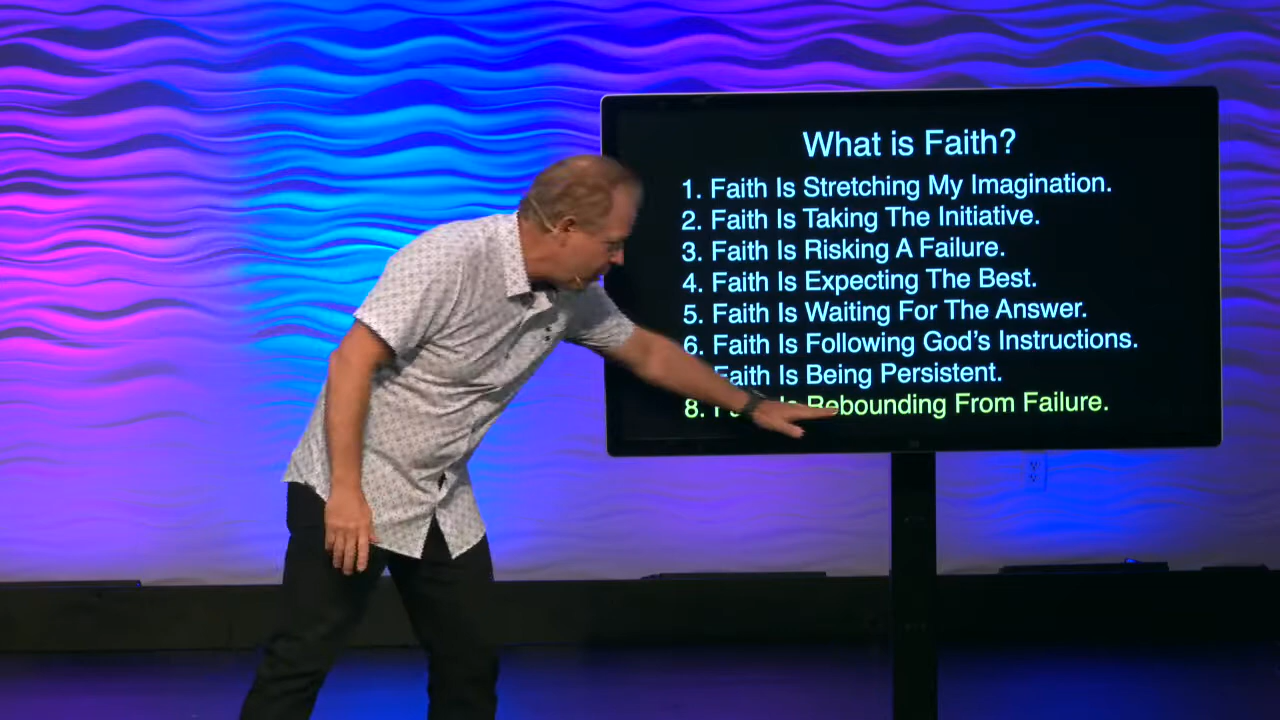 What is Faith?
1. Faith Is Stretching My Imagination.
2. Faith Is Taking The Initiative.
3. Faith Is Risking A Failure.
4. Faith Is Expecting The Best.
5. Faith Is Waiting For The Answer.
6. Faith Is Following God's Instructions.
Faith Is Being Persistent.
8. Is Rebounding From Failure.